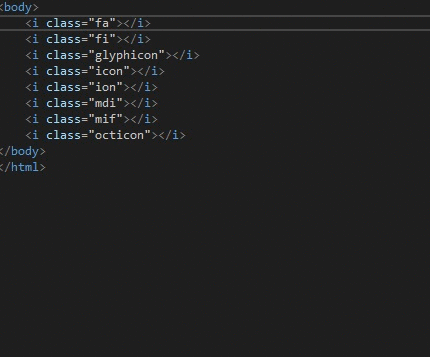 <body>
<i class="fa"></i>
<i class="fi"></i>
<i class="glyphicon"></i>
<i class="icon"></i>
<i class="ion"></i>
<i class="mdi"></i>
<i class="mif"></i>
<i class="octicon"></i>
</body>
</html>